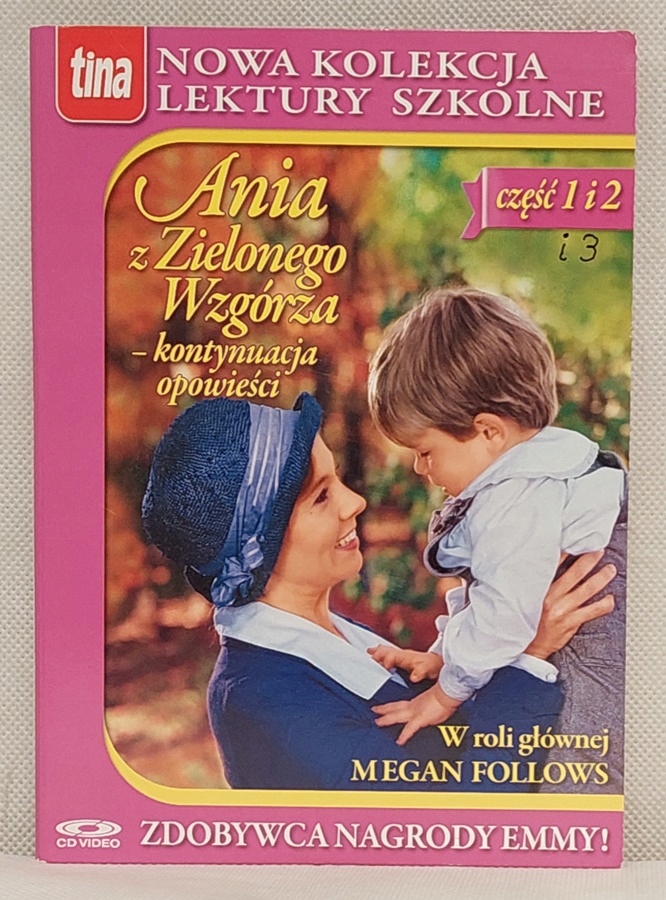 tina
NOWA KOLEKCJA
LEKTURY SZKOLNE
Ania
z Zielonego
Wzgórza
– kontynuacja
opowieści
część 1 i 2
i 3
W roli głównej
MEGAN FOLLOWS
CD VIDEO
ZDOBYWCA NAGRODY EMMY!